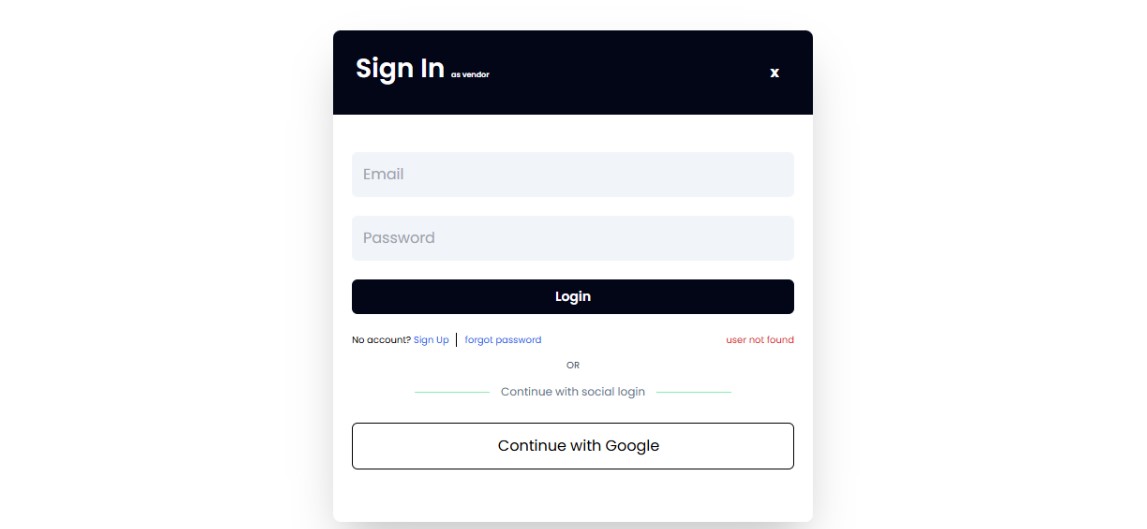 Sign In as vendor x
Email
Password
Login
No account? Sign Up | forgot password user not found
OR
Continue with social login
Continue with Google